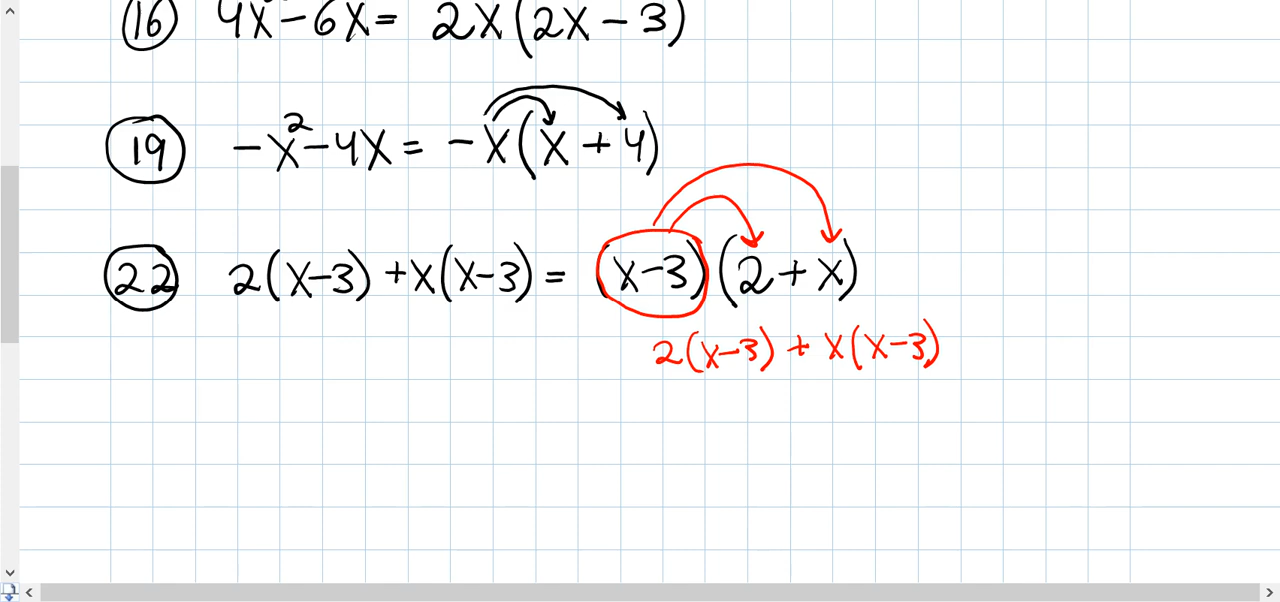 (16) 4x²-6x = 2x(2x-3)
(19) -x²-4x = -x(x+4)
(22) 2(x-3)+x(x-3) = (x-3)(2+x)
2(x-3)+x(x-3)